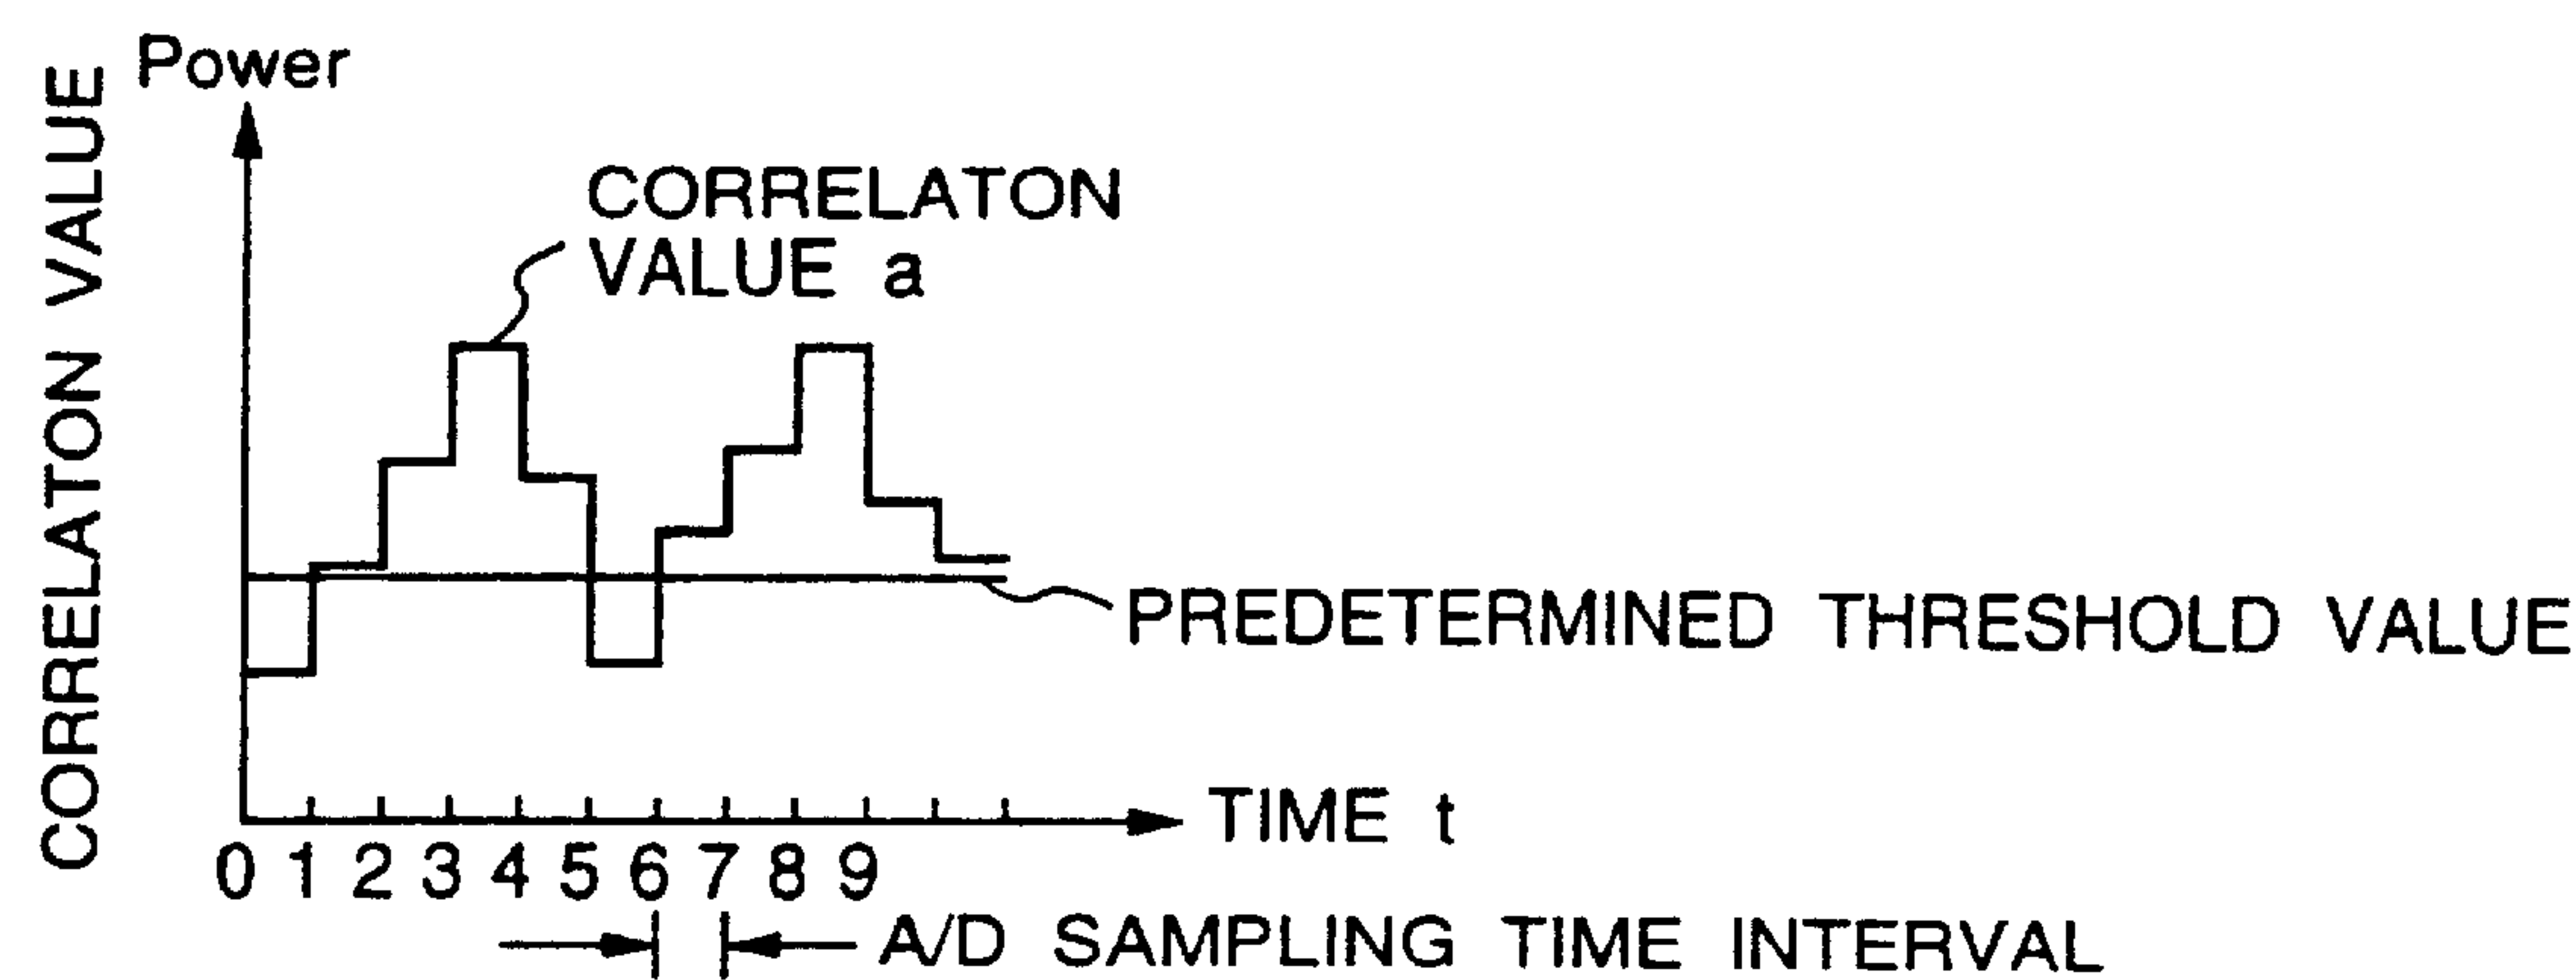 Power
CORRELATON VALUE
CORRELATON
VALUE a
PREDETERMINED THRESHOLD VALUE
TIME t
0 1 2 3 4 5 6 7 8 9
A/D SAMPLING TIME INTERVAL